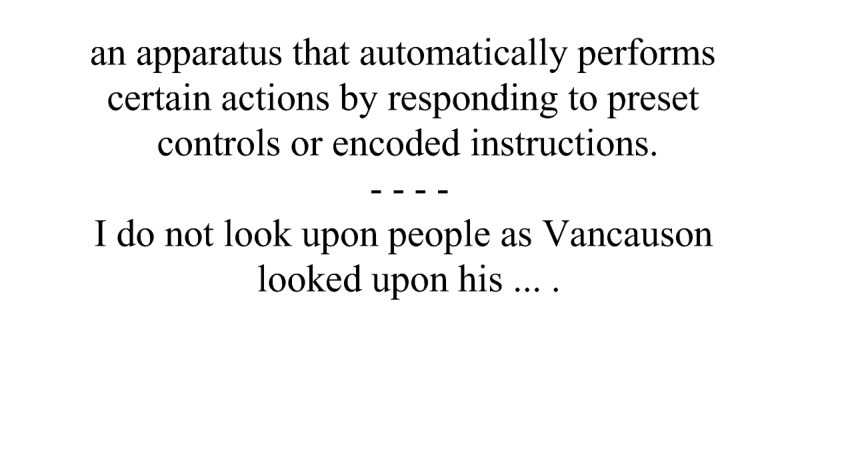 an apparatus that automatically performs
certain actions by responding to preset
controls or encoded instructions.
- - - -
I do not look upon people as Vancauson
looked upon his ... .